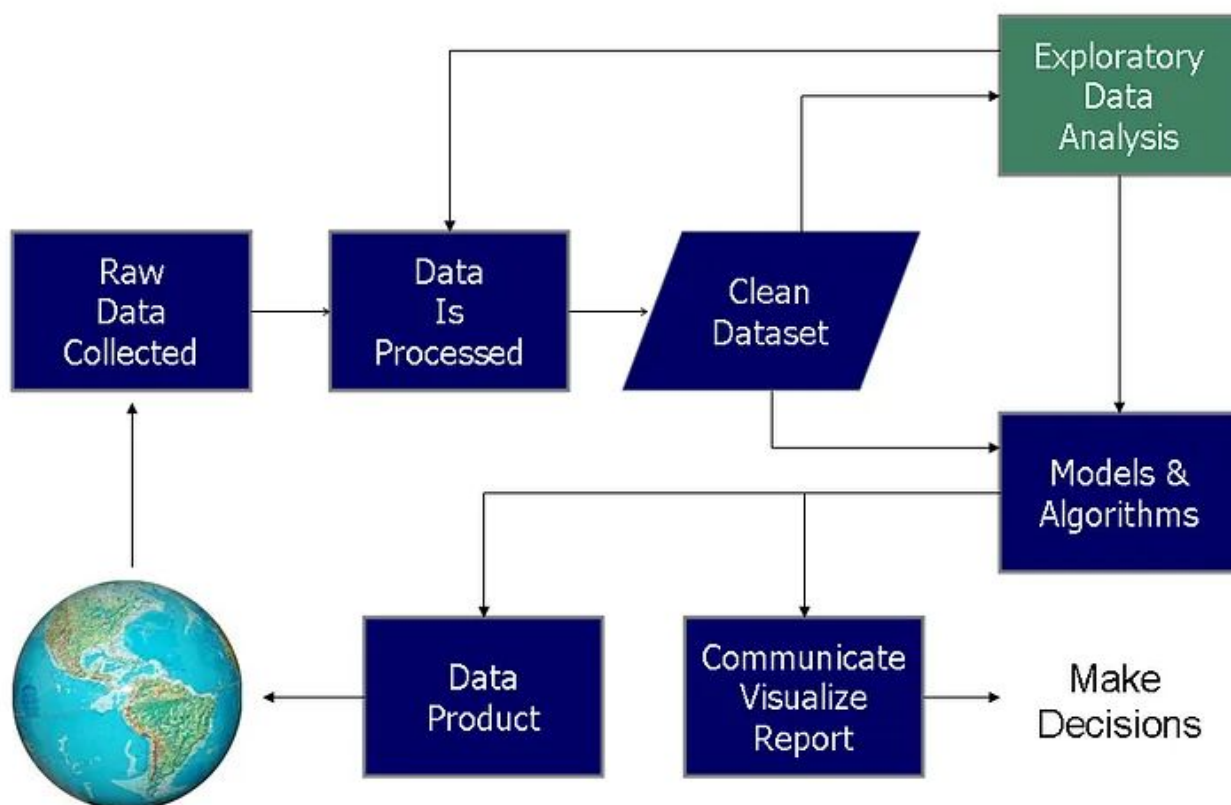 Exploratory
Data
Analysis
Raw
Data
Collected
Data
Is
Processed
Clean
Dataset
Models &
Algorithms
Data
Product
Communicate
Visualize
Report
Make
Decisions